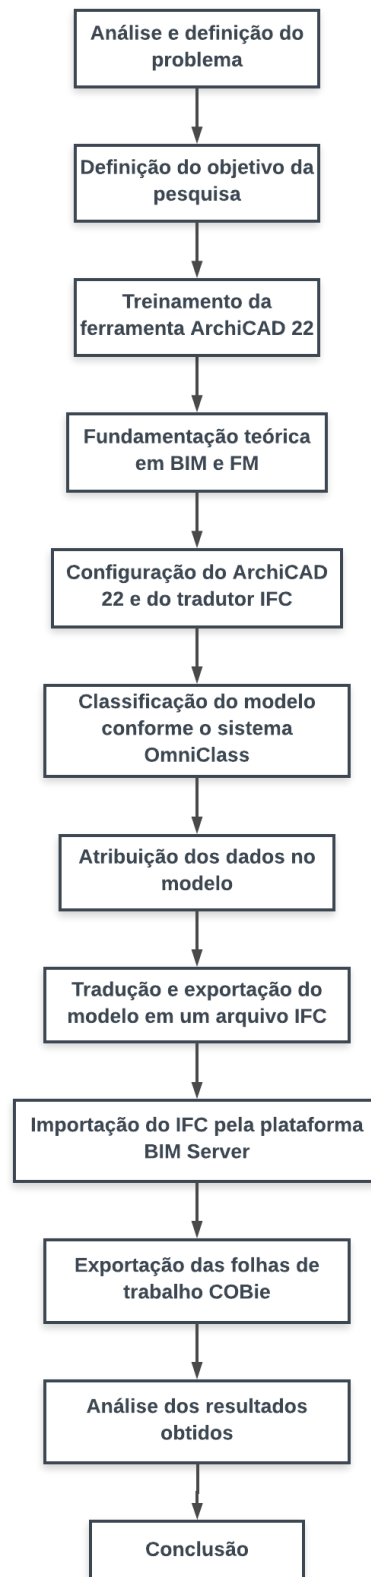 Análise e definição do
problema
Definição do objetivo da
pesquisa
Treinamento da
ferramenta ArchiCAD 22
Fundamentação teórica
em BIM e FM
Configuração do ArchiCAD
22 e do tradutor IFC
Classificação do modelo
conforme o sistema
OmniClass
Atribuição dos dados no
modelo
Tradução e exportação do
modelo em um arquivo IFC
Importação do IFC pela plataforma
BIM Server
Exportação das folhas de
trabalho COBie
Análise dos resultados
obtidos
Conclusão